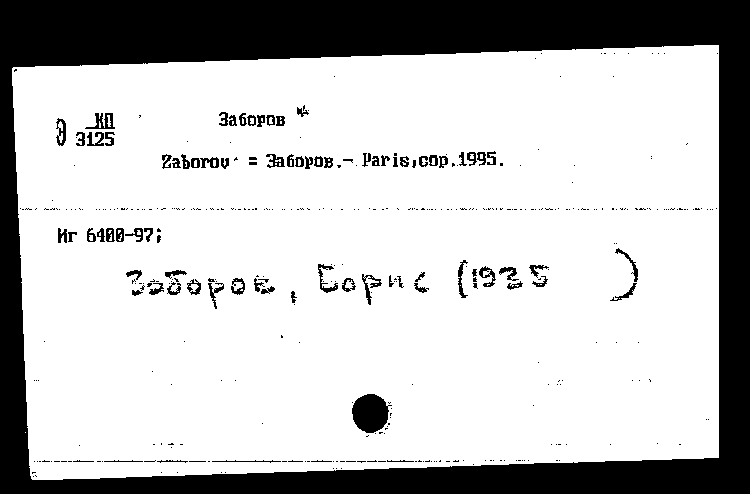 Э КП Заборов
3125
Zaborov = Заборов.- Paris,cop.1995.
Иг 6400-97;
Заборов, Борис (1935 )